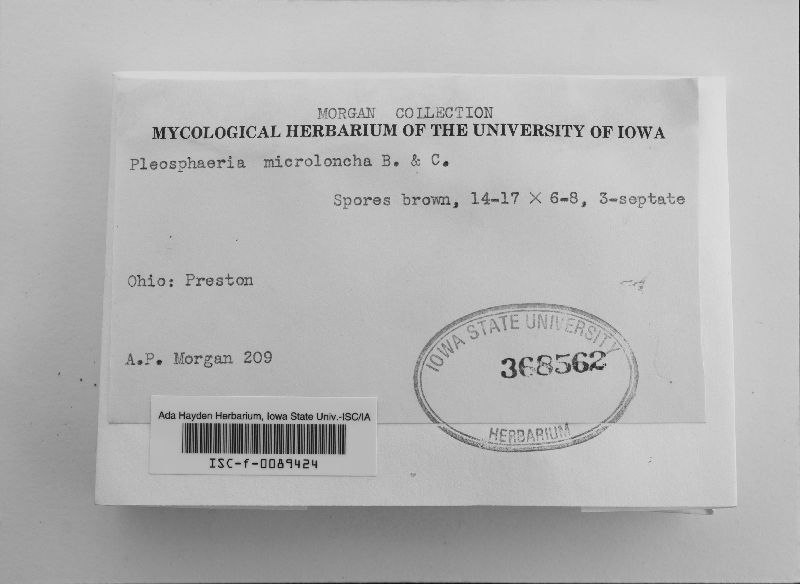 MORGAN COLLECTION
MYCOLOGICAL HERBARIUM OF THE UNIVERSITY OF IOWA
Pleosphaeria microloncha B. & C.
Spores brown, 14-17 × 6-8, 3-septate
Ohio: Preston
A.P. Morgan 209
IOWA STATE UNIVERSITY
368562
HERBARIUM
Ada Hayden Herbarium, Iowa State Univ.-ISC/IA
ISC-f-0089424